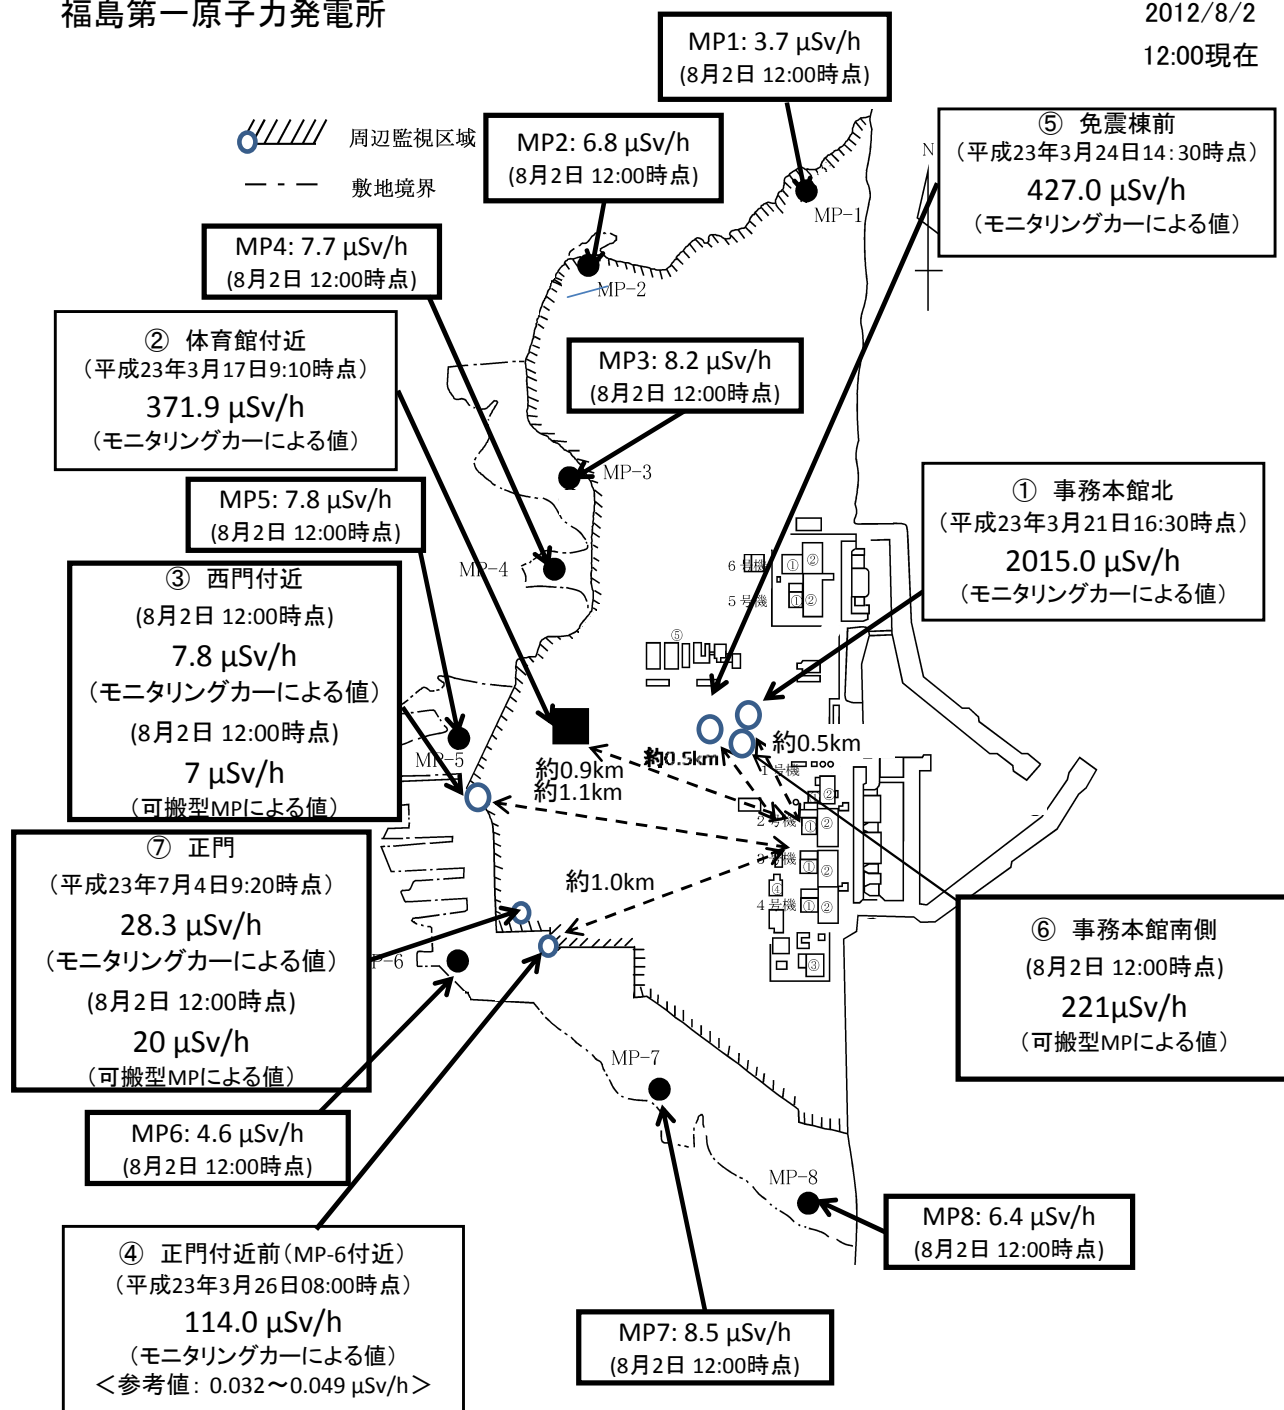 福島第一原子力発電所
2012/8/2
12:00現在
周辺監視区域
敷地境界
MP1: 3.7 μSv/h
(8月2日 12:00時点)
MP2: 6.8 μSv/h
(8月2日 12:00時点)
⑤ 免震棟前
(平成23年3月24日14:30時点)
427.0 μSv/h
(モニタリングカーによる値)
N
MP-1
MP4: 7.7 μSv/h
(8月2日 12:00時点)
MP-2
② 体育館付近
(平成23年3月17日9:10時点)
371.9 μSv/h
(モニタリングカーによる値)
MP3: 8.2 μSv/h
(8月2日 12:00時点)
MP-3
MP5: 7.8 μSv/h
(8月2日 12:00時点)
① 事務本館北
(平成23年3月21日16:30時点)
2015.0 μSv/h
(モニタリングカーによる値)
MP-4
6号機 ① ②
5号機 ① ②
⑤
③ 西門付近
(8月2日 12:00時点)
7.8 μSv/h
(モニタリングカーによる値)
(8月2日 12:00時点)
7 μSv/h
(可搬型MPによる値)
MP-5
約0.9km
約1.1km
約0.5km
約0.5km
1号機 ① ②
2号機 ① ②
3号機 ① ②
④
4号機 ① ②
③
約1.0km
⑦ 正門
(平成23年7月4日9:20時点)
28.3 μSv/h
(モニタリングカーによる値)
(8月2日 12:00時点)
20 μSv/h
(可搬型MPによる値)
P-6
⑥ 事務本館南側
(8月2日 12:00時点)
221μSv/h
(可搬型MPによる値)
MP-7
MP6: 4.6 μSv/h
(8月2日 12:00時点)
MP-8
MP8: 6.4 μSv/h
(8月2日 12:00時点)
④ 正門付近前(MP-6付近)
(平成23年3月26日08:00時点)
114.0 μSv/h
(モニタリングカーによる値)
<参考値: 0.032～0.049 μSv/h>
MP7: 8.5 μSv/h
(8月2日 12:00時点)